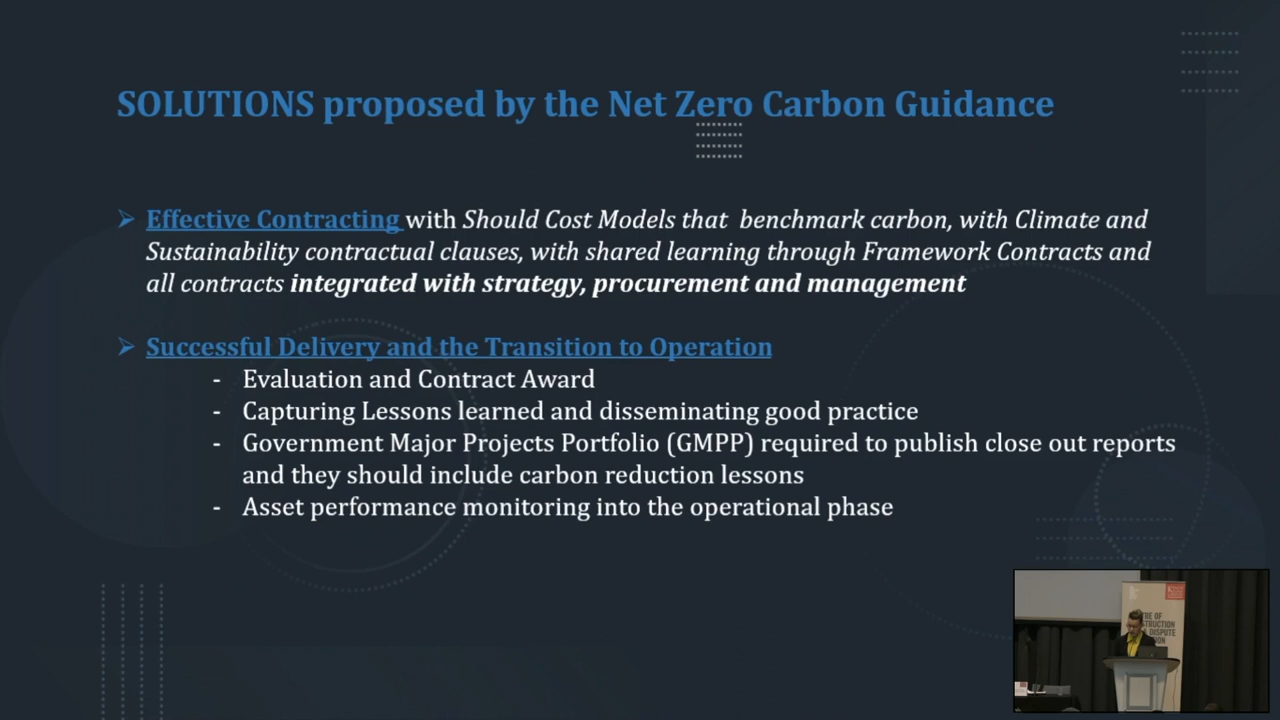 SOLUTIONS proposed by the Net Zero Carbon Guidance
➢ Effective Contracting with Should Cost Models that benchmark carbon, with Climate and
Sustainability contractual clauses, with shared learning through Framework Contracts and
all contracts integrated with strategy, procurement and management
➢ Successful Delivery and the Transition to Operation
- Evaluation and Contract Award
- Capturing Lessons learned and disseminating good practice
- Government Major Projects Portfolio (GMPP) required to publish close out reports
and they should include carbon reduction lessons
- Asset performance monitoring into the operational phase
DISPUTE